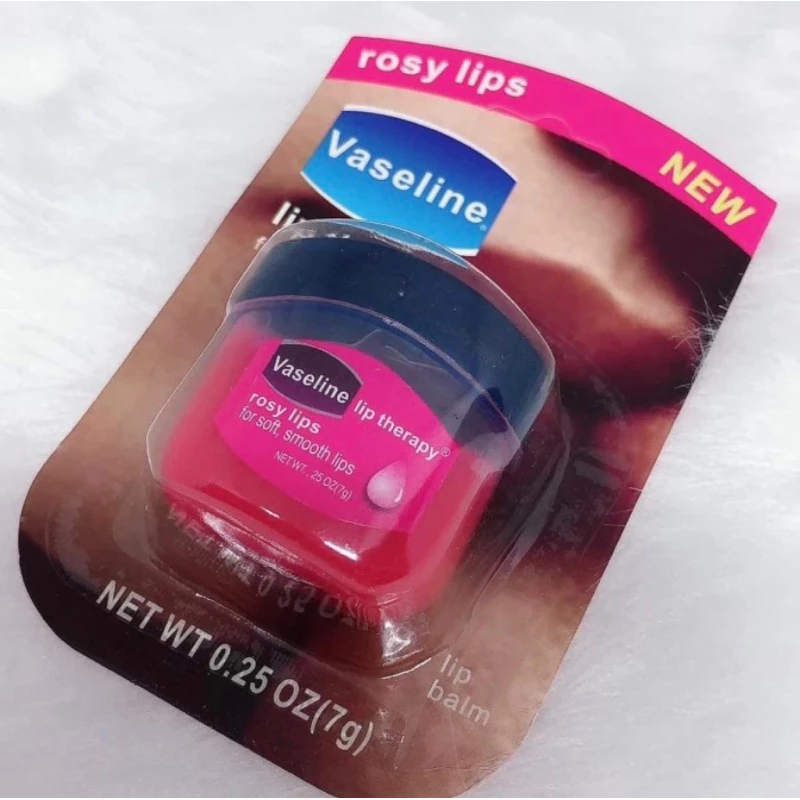 rosy lips
NEW
Vaseline
Vaseline
lip therapy®
rosy lips
for soft, smooth lips
NET WT. .25 OZ(7g)
NET WT 0.25 OZ(7g)
lip
balm